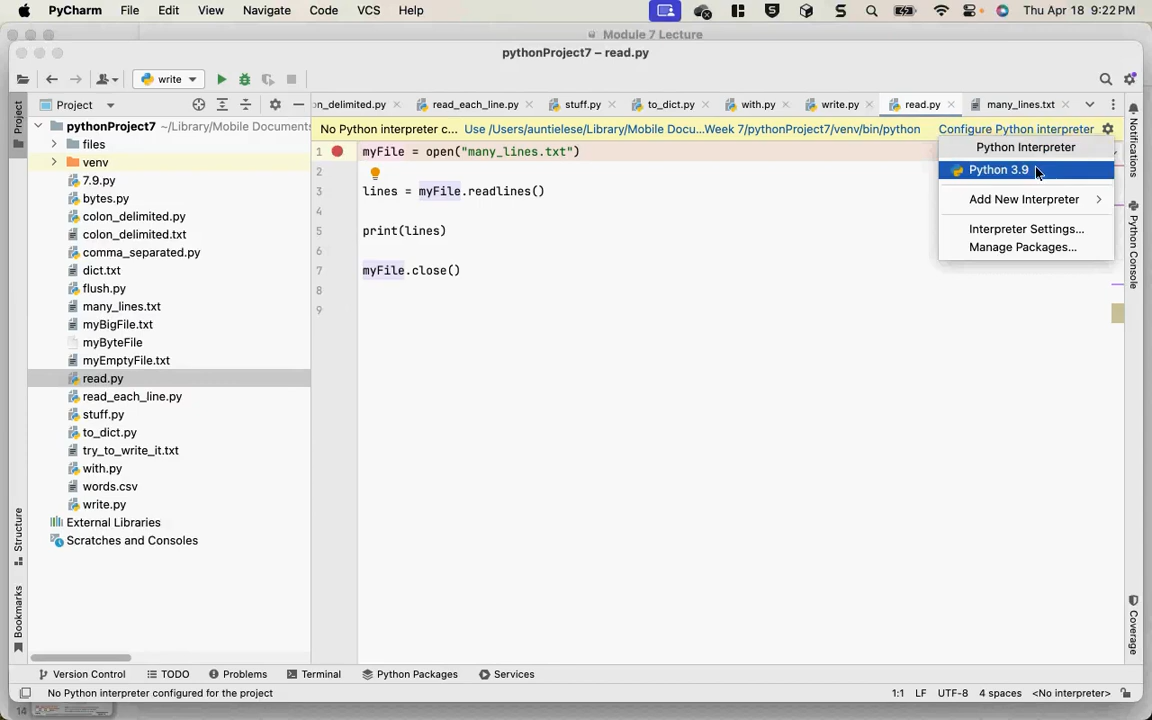 PyCharm File Edit View Navigate Code VCS Help Thu Apr 18 9:22 PM
Module 7 Lecture
pythonProject7 – read.py
write
Project
on_delimited.py read_each_line.py stuff.py to_dict.py with.py write.py read.py many_lines.txt
pythonProject7 ~/Library/Mobile Documents
No Python interpreter c... Use /Users/auntielese/Library/Mobile Docu...Week 7/pythonProject7/venv/bin/python Configure Python interpreter
Python Interpreter
Python 3.9
Add New Interpreter
Interpreter Settings...
Manage Packages...
files
venv
7.9.py
bytes.py
colon_delimited.py
colon_delimited.txt
comma_separated.py
dict.txt
flush.py
many_lines.txt
myBigFile.txt
myByteFile
myEmptyFile.txt
read.py
read_each_line.py
stuff.py
to_dict.py
try_to_write_it.txt
with.py
words.csv
write.py
External Libraries
Scratches and Consoles
1 myFile = open("many_lines.txt")
2
3 lines = myFile.readlines()
4
5 print(lines)
6
7 myFile.close()
8
9
Project
Structure
Bookmarks
Notifications
Python Console
Coverage
Version Control TODO Problems Terminal Python Packages Services
No Python interpreter configured for the project 1:1 LF UTF-8 4 spaces <No interpreter>
14